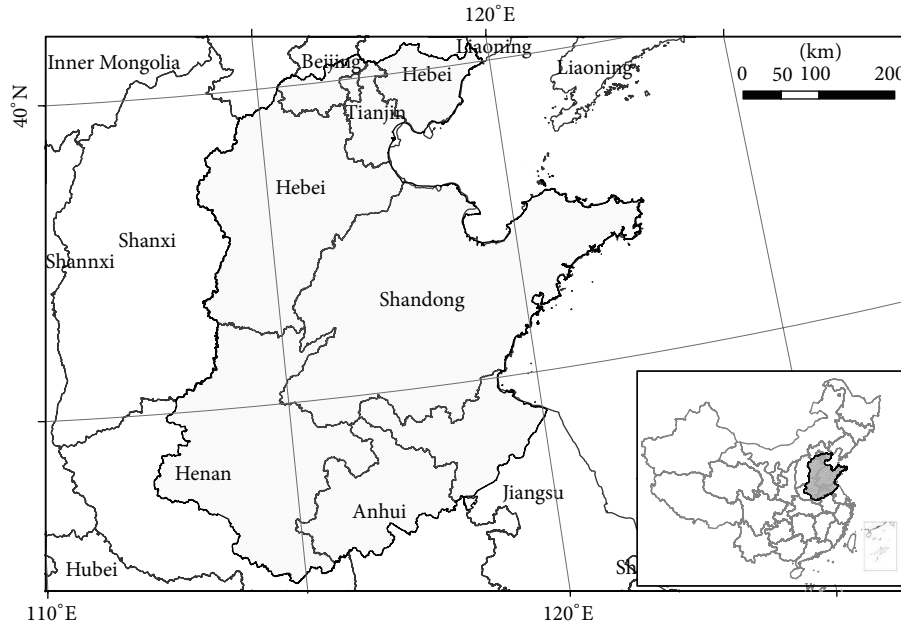 120°E
Inner Mongolia
Beijing
Liaoning
Hebei
Liaoning
(km)
0 50 100 200
40°N
Tianjin
Hebei
Shanxi
Shannxi
Shandong
Henan
Anhui
Jiangsu
Hubei
Sh
110°E
120°E